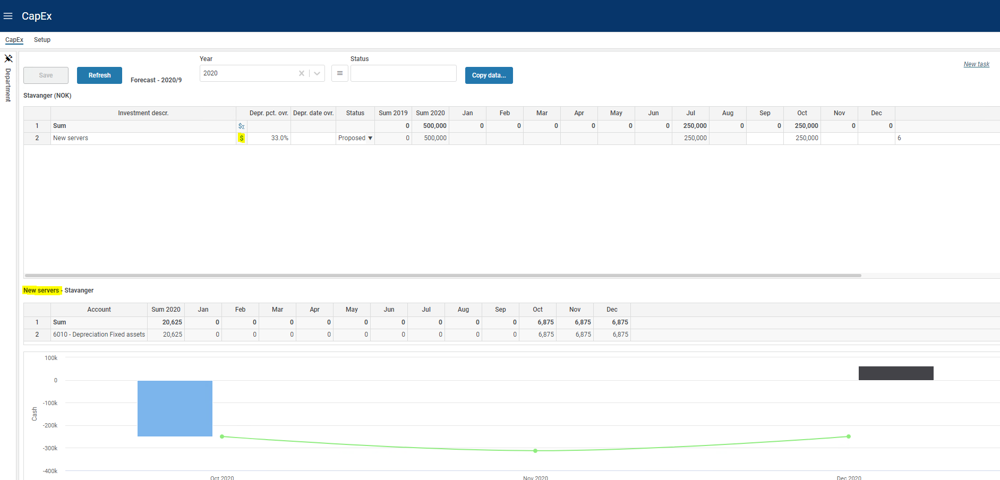 CapEx
CapEx Setup
Department
Year Status
New task
Save Refresh Forecast - 2020/9 2020 Copy data...
Stavanger (NOK)
Investment descr. Depr. pct. ovr. Depr. date ovr. Status Sum 2019 Sum 2020 Jan Feb Mar Apr May Jun Jul Aug Sep Oct Nov Dec
1 Sum $Σ 0 500,000 0 0 0 0 0 0 250,000 0 0 250,000 0 0
2 New servers $ 33.0% Proposed ▼ 0 500,000 250,000 250,000 6
New servers - Stavanger
Account Sum 2020 Jan Feb Mar Apr May Jun Jul Aug Sep Oct Nov Dec
1 Sum 20,625 0 0 0 0 0 0 0 0 0 6,875 6,875 6,875
2 6010 - Depreciation Fixed assets 20,625 0 0 0 0 0 0 0 0 0 6,875 6,875 6,875
100k
0
-100k
Cash
-200k
-300k
-400k
Oct 2020 Nov 2020 Dec 2020